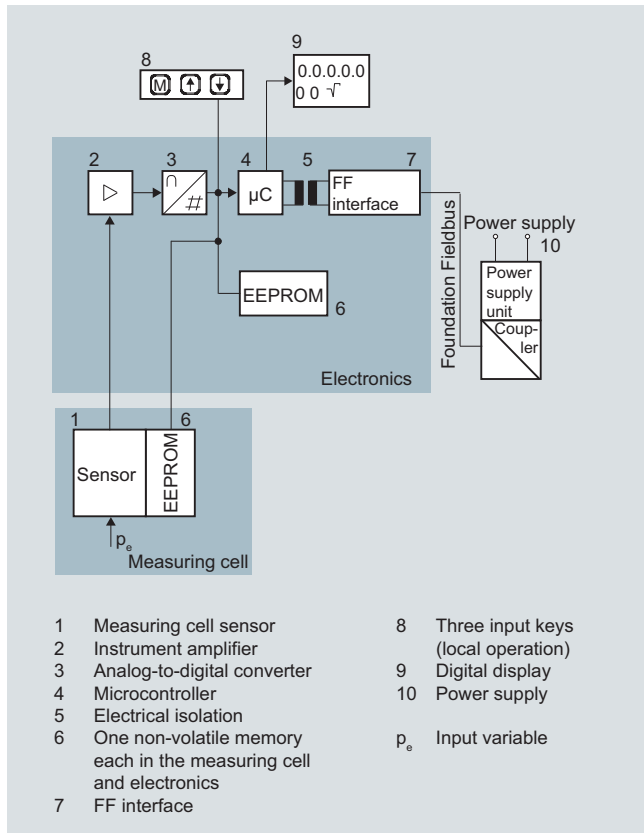 8
9
M
0.0.0.0.0
0 0 √
2
3
4
5
7
∩
#
µC
FF
interface
EEPROM
6
Electronics
Foundation Fieldbus
Power supply
10
Power
supply
unit
Coup-
ler
1
6
Sensor
EEPROM
pe
Measuring cell
1 Measuring cell sensor
2 Instrument amplifier
3 Analog-to-digital converter
4 Microcontroller
5 Electrical isolation
6 One non-volatile memory
each in the measuring cell
and electronics
7 FF interface
8 Three input keys
(local operation)
9 Digital display
10 Power supply
pe Input variable